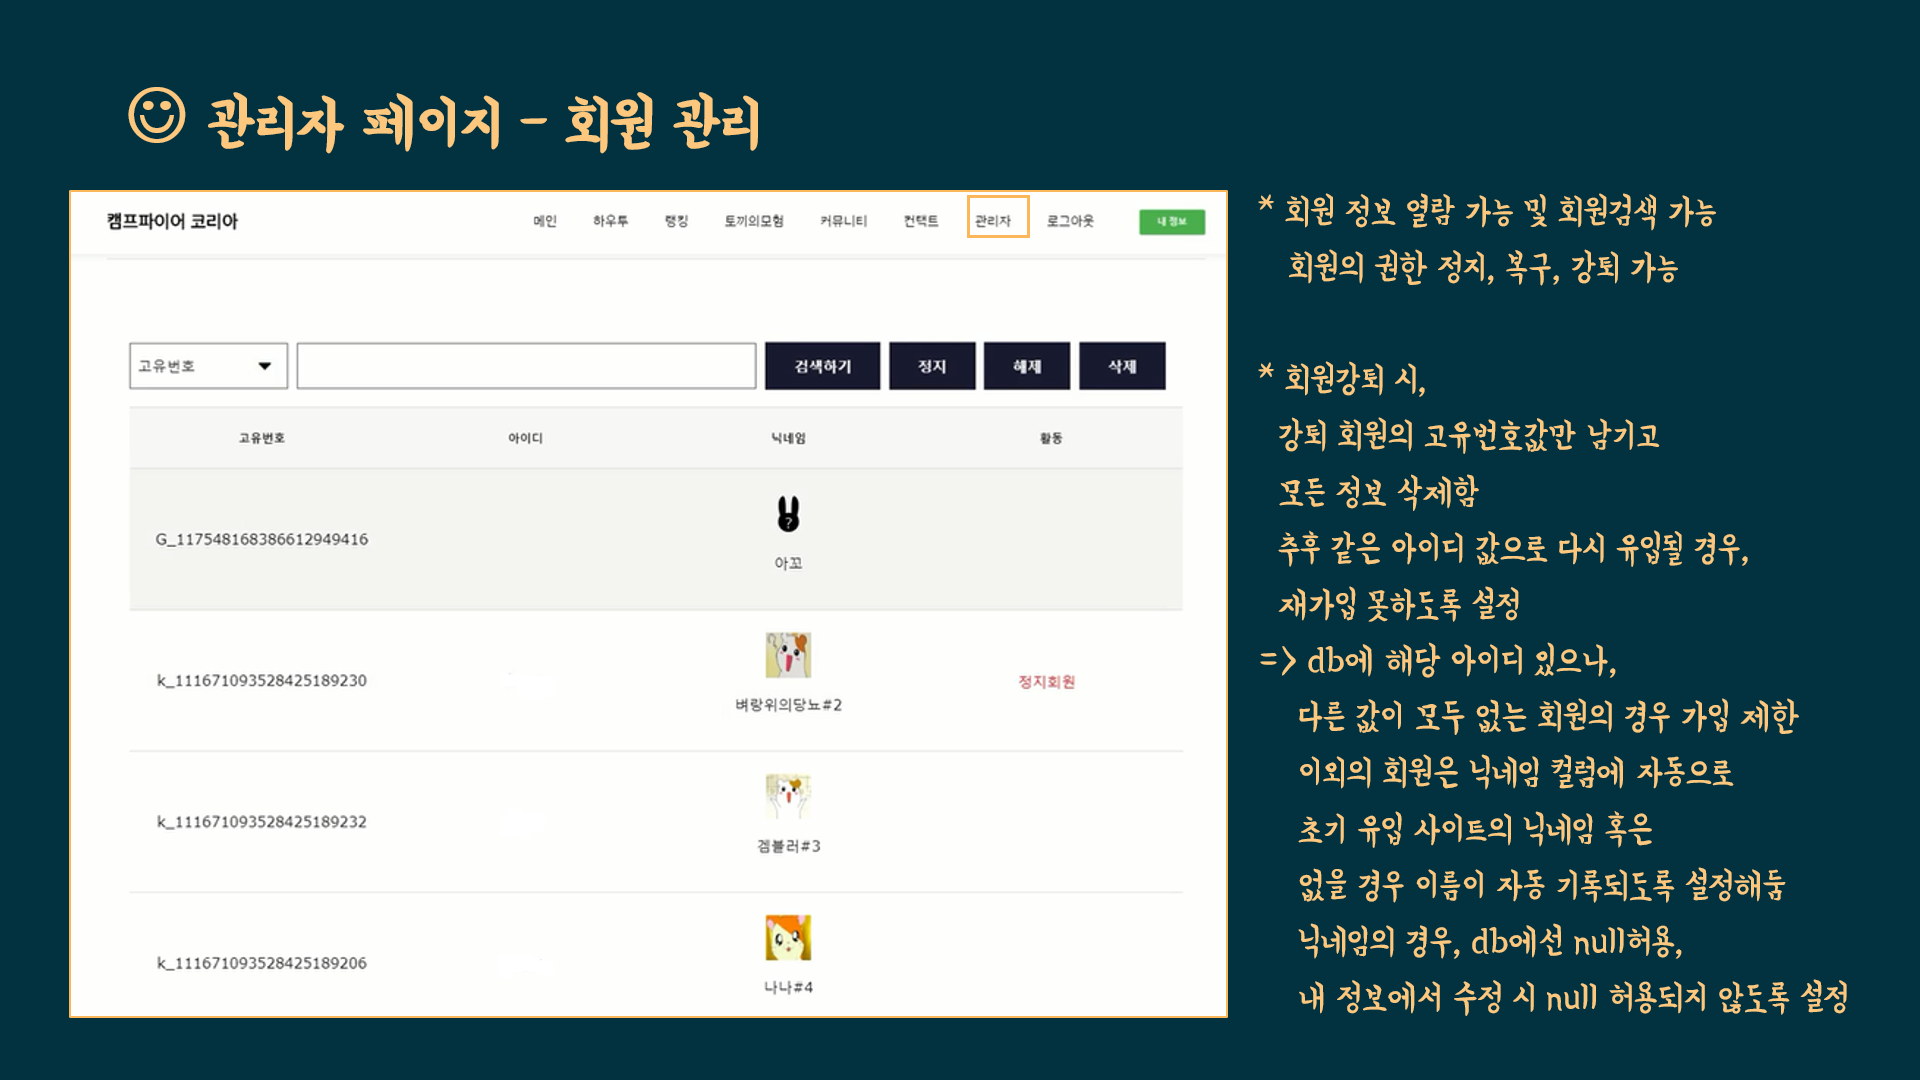 관리자 페이지 - 회원 관리
캠프파이어 코리아
메인 하우투 랭킹 토끼의모험 커뮤니티 컨택트 관리자 로그아웃 내 정보
고유번호 검색하기 정지 해제 삭제
고유번호 아이디 닉네임 활동
?
G_117548168386612949416
아꼬
k_111671093528425189230 정지회원
벼랑위의당뇨#2
k_111671093528425189232
겜블러#3
k_111671093528425189206
나나#4
* 회원 정보 열람 가능 및 회원검색 가능
회원의 권한 정지, 복구, 강퇴 가능
* 회원강퇴 시,
강퇴 회원의 고유번호값만 남기고
모든 정보 삭제함
추후 같은 아이디 값으로 다시 유입될 경우,
재가입 못하도록 설정
=> db에 해당 아이디 있으나,
다른 값이 모두 없는 회원의 경우 가입 제한
이외의 회원은 닉네임 컬럼에 자동으로
초기 유입 사이트의 닉네임 혹은
없을 경우 이름이 자동 기록되도록 설정해둠
닉네임의 경우, db에선 null허용,
내 정보에서 수정 시 null 허용되지 않도록 설정